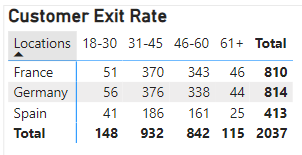 Customer Exit Rate
Locations 18-30 31-45 46-60 61+ Total
France 51 370 343 46 810
Germany 56 376 338 44 814
Spain 41 186 161 25 413
Total 148 932 842 115 2037